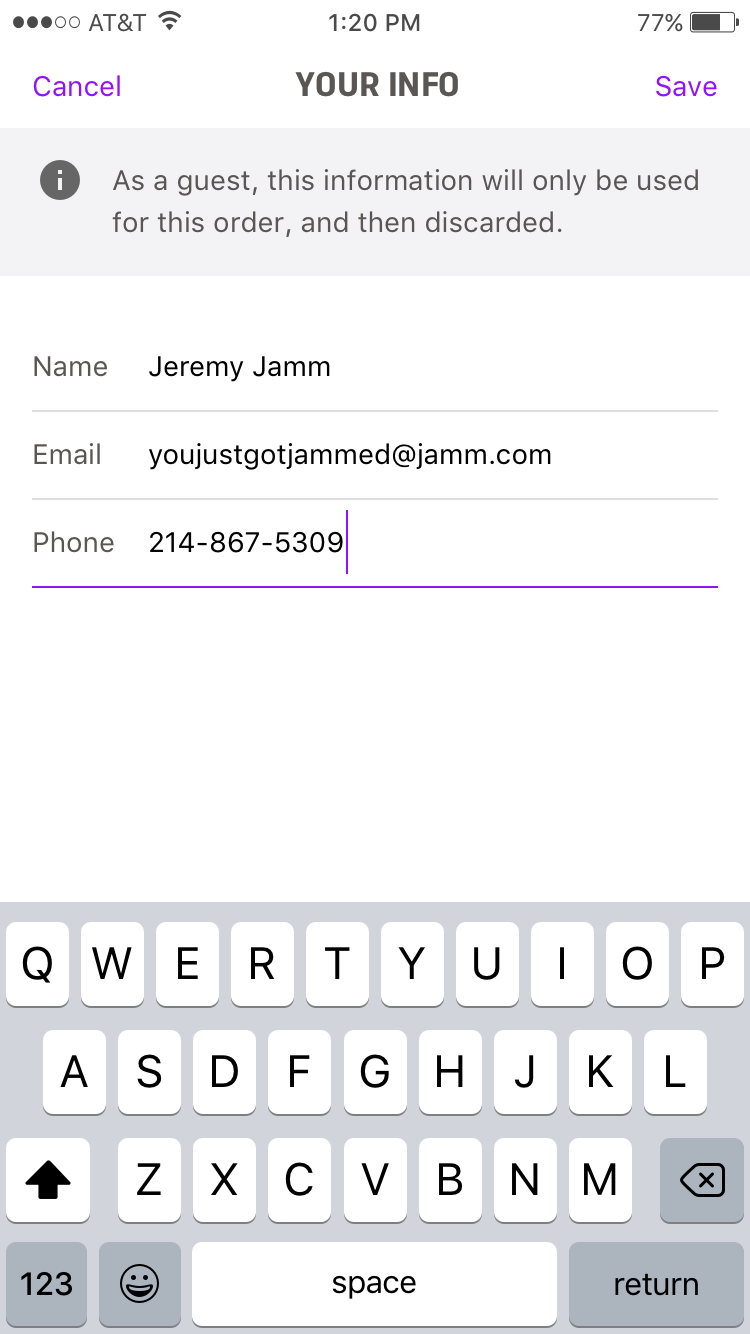 AT&T 1:20 PM 77%
Cancel YOUR INFO Save
As a guest, this information will only be used
for this order, and then discarded.
Name Jeremy Jamm
Email youjustgotjammed@jamm.com
Phone 214-867-5309
Q W E R T Y U I O P
A S D F G H J K L
Z X C V B N M
123 space return